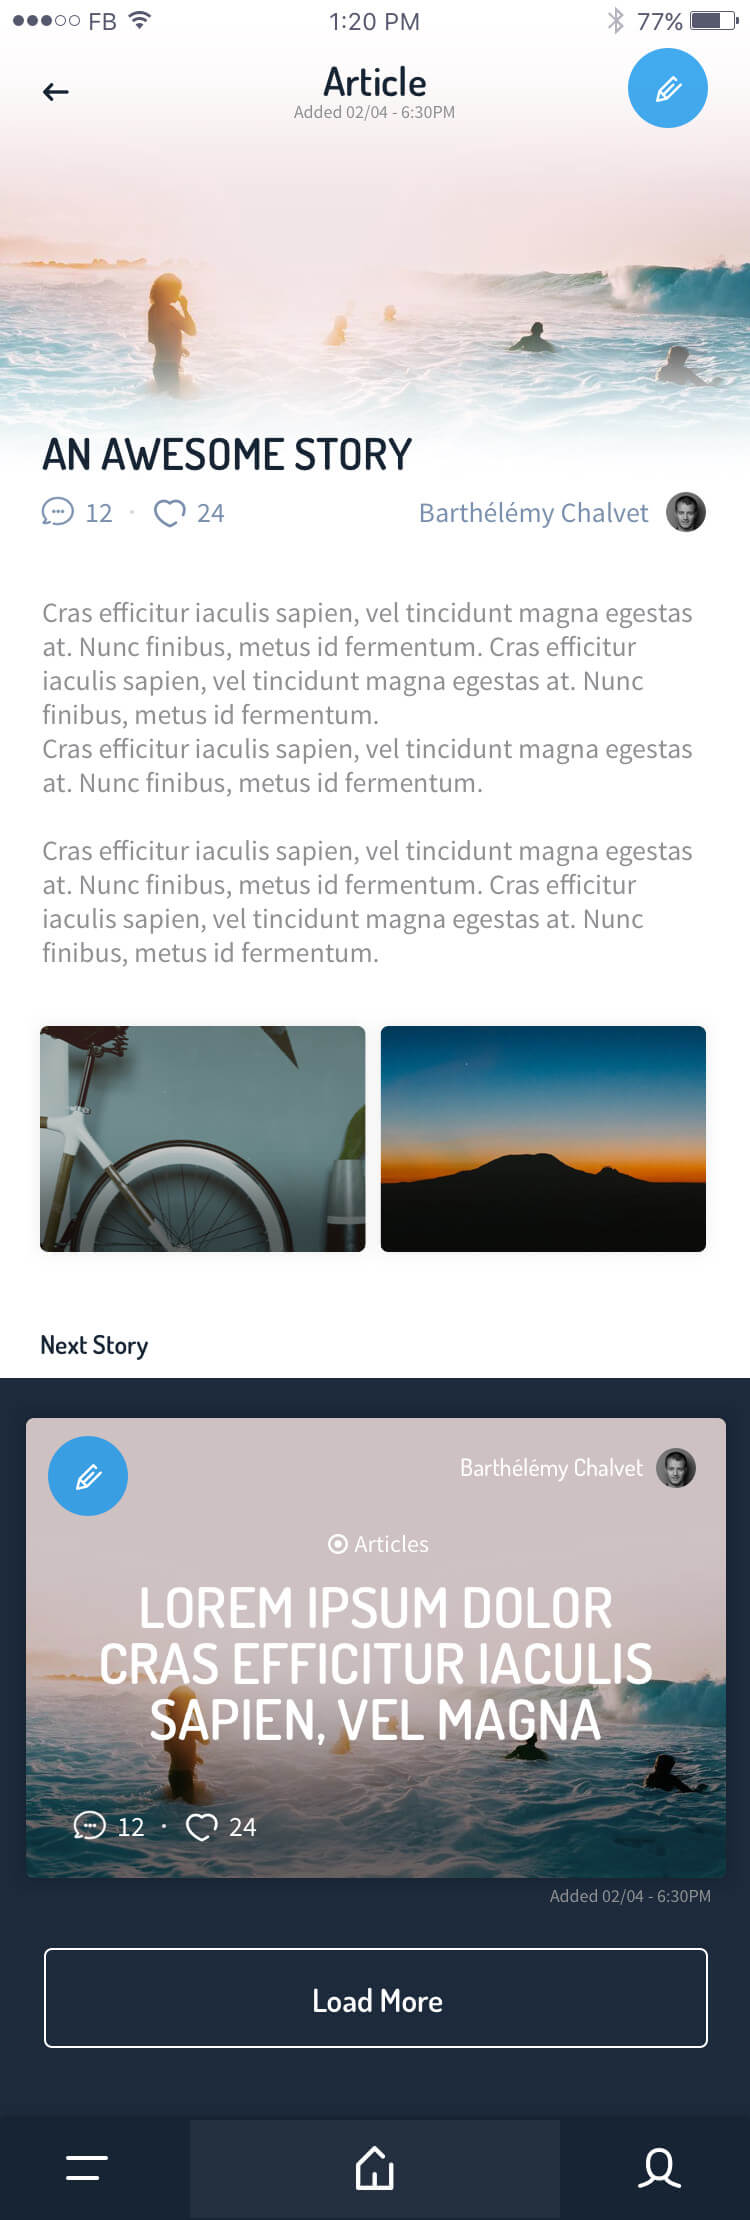 FB 1:20 PM 77%
Article
Added 02/04 - 6:30PM
AN AWESOME STORY
12 · 24 Barthélémy Chalvet
Cras efficitur iaculis sapien, vel tincidunt magna egestas
at. Nunc finibus, metus id fermentum. Cras efficitur
iaculis sapien, vel tincidunt magna egestas at. Nunc
finibus, metus id fermentum.
Cras efficitur iaculis sapien, vel tincidunt magna egestas
at. Nunc finibus, metus id fermentum.
Cras efficitur iaculis sapien, vel tincidunt magna egestas
at. Nunc finibus, metus id fermentum. Cras efficitur
iaculis sapien, vel tincidunt magna egestas at. Nunc
finibus, metus id fermentum.
Next Story
Barthélémy Chalvet
Articles
LOREM IPSUM DOLOR
CRAS EFFICITUR IACULIS
SAPIEN, VEL MAGNA
12 · 24
Added 02/04 - 6:30PM
Load More